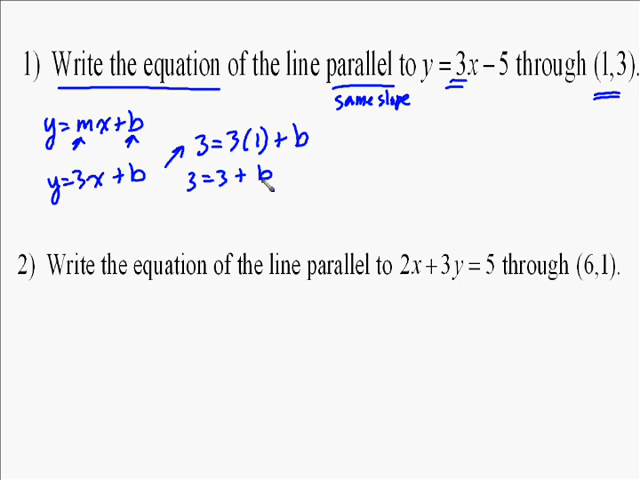 1) Write the equation of the line parallel to y = 3x − 5 through (1,3).
same slope
y=mx+b
y=3x+b
3=3(1)+b
3=3+b
2) Write the equation of the line parallel to 2x + 3y = 5 through (6,1).